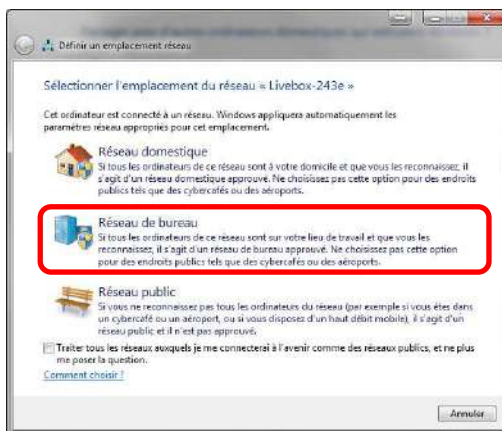 Définir un emplacement réseau
Sélectionner l'emplacement du réseau « Livebox-243e »
Cet ordinateur est connecté à un réseau. Windows appliquera automatiquement les
paramètres réseau appropriés pour cet emplacement.
Réseau domestique
Si tous les ordinateurs de ce réseau sont à votre domicile et que vous les reconnaissez, il
s'agit d'un réseau domestique approuvé. Ne choisissez pas cette option pour des endroits
publics tels que des cybercafés ou des aéroports.
Réseau de bureau
Si tous les ordinateurs de ce réseau sont sur votre lieu de travail et que vous les
reconnaissez, il s'agit d'un réseau de bureau approuvé. Ne choisissez pas cette option
pour des endroits publics tels que des cybercafés ou des aéroports.
Réseau public
Si vous ne reconnaissez pas tous les ordinateurs du réseau (par exemple si vous êtes dans
un cybercafé ou un aéroport, ou si vous disposez d'un haut débit mobile), il s'agit d'un
réseau public et il n'est pas approuvé.
Traiter tous les réseaux auxquels je me connecterai à l'avenir comme des réseaux publics, et ne plus
me poser la question.
Comment choisir ?
Annuler